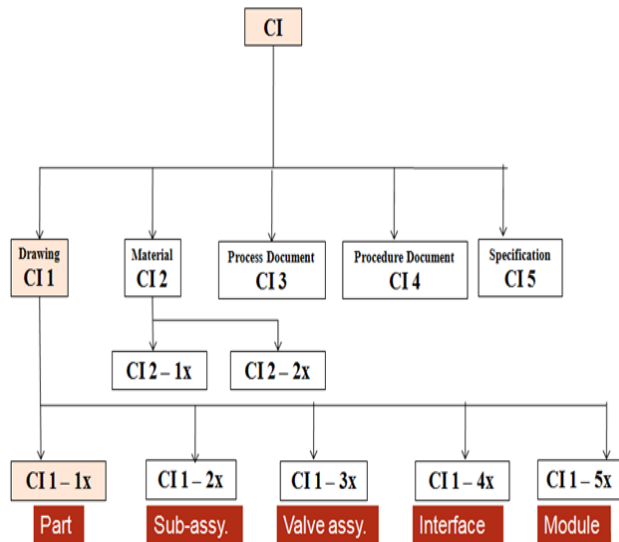 CI
Drawing
CI 1
Material
CI 2
Process Document
CI 3
Procedure Document
CI 4
Specification
CI 5
CI 2 – 1x
CI 2 – 2x
CI 1 – 1x
CI 1 – 2x
CI 1 – 3x
CI 1 – 4x
CI 1 – 5x
Part
Sub-assy.
Valve assy.
Interface
Module